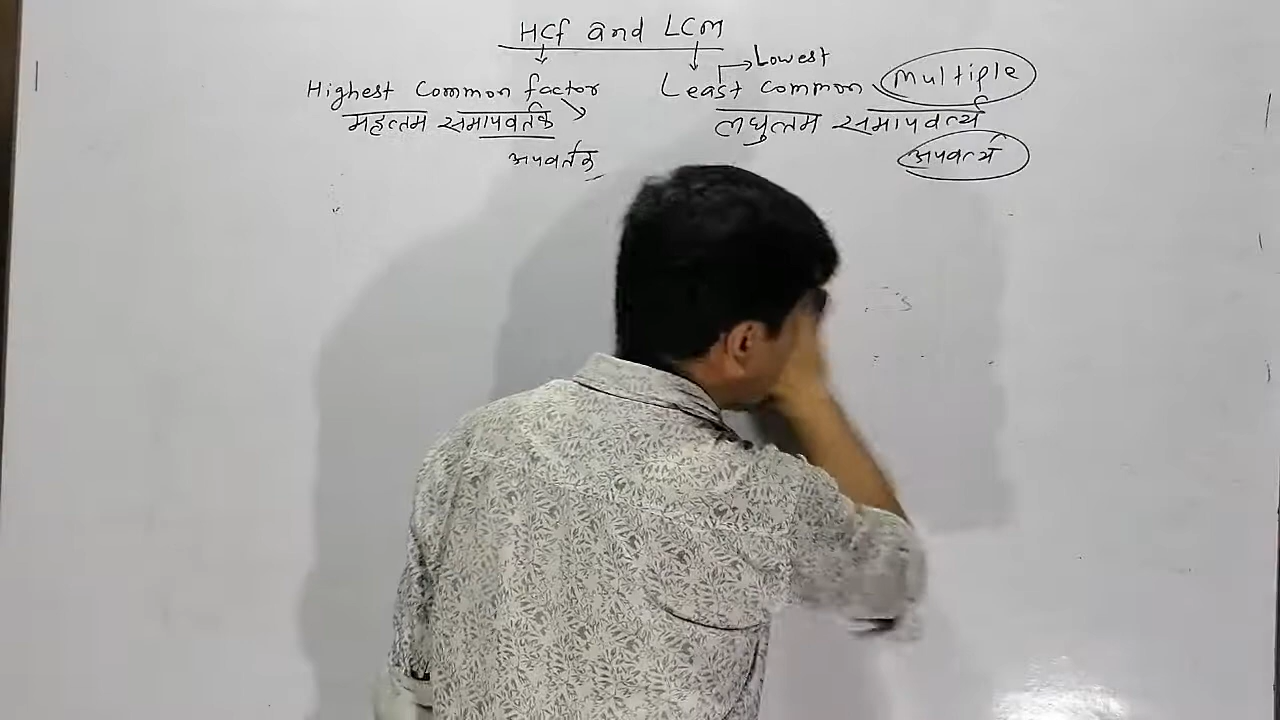 HCf and LCM
Lowest
Highest Common factor
Least common Multiple
महत्तम समापवर्तक
लघुत्तम समापवर्त्य
अपवर्तक
अपवर्त्य